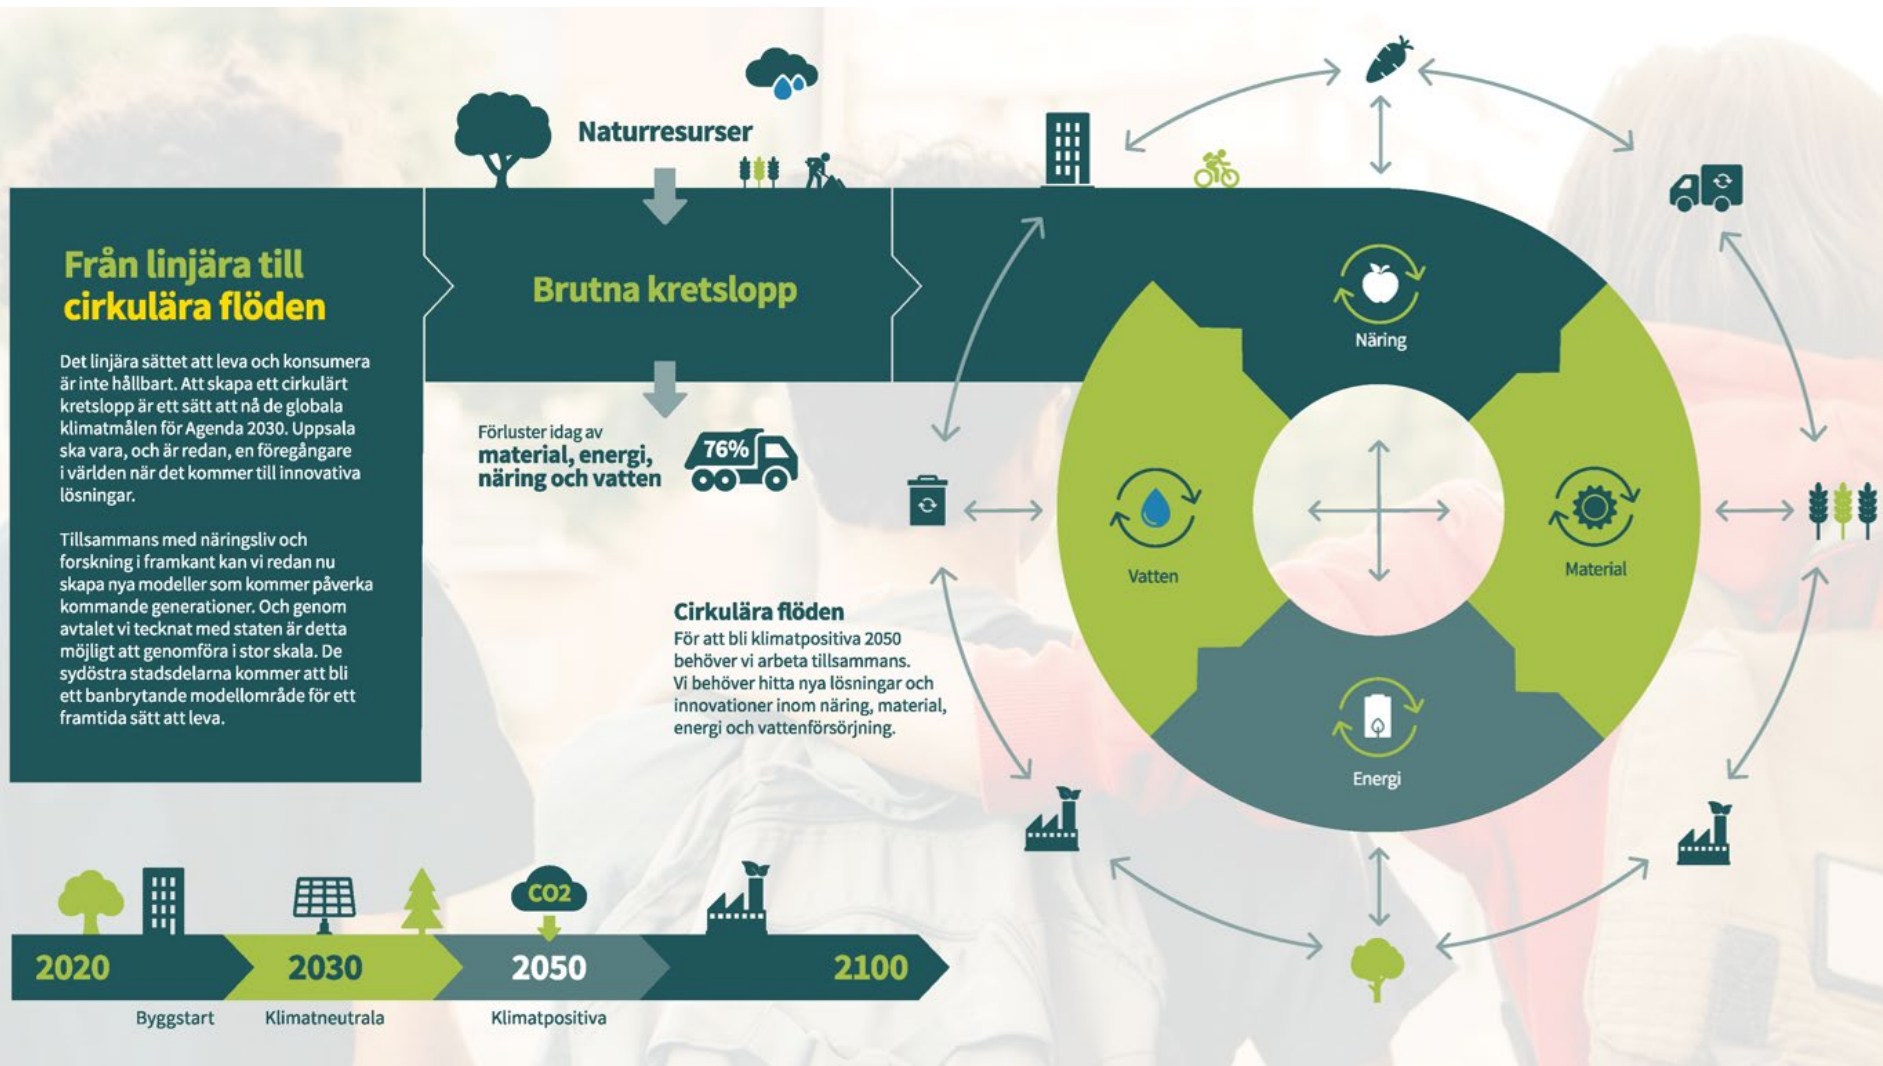 Från linjära till
cirkulära flöden
Det linjära sättet att leva och konsumera
är inte hållbart. Att skapa ett cirkulärt
kretslopp är ett sätt att nå de globala
klimatmålen för Agenda 2030. Uppsala
ska vara, och är redan, en föregångare
i världen när det kommer till innovativa
lösningar.
Tillsammans med näringsliv och
forskning i framkant kan vi redan nu
skapa nya modeller som kommer påverka
kommande generationer. Och genom
avtalet vi tecknat med staten är detta
möjligt att genomföra i stor skala. De
sydöstra stadsdelarna kommer att bli
ett banbrytande modellområde för ett
framtida sätt att leva.
Naturresurser
Brutna kretslopp
Förluster idag av
material, energi,
näring och vatten
76%
Cirkulära flöden
För att bli klimatpositiva 2050
behöver vi arbeta tillsammans.
Vi behöver hitta nya lösningar och
innovationer inom näring, material,
energi och vattenförsörjning.
Näring
Vatten
Material
Energi
CO2
2020
2030
2050
2100
Byggstart
Klimatneutrala
Klimatpositiva